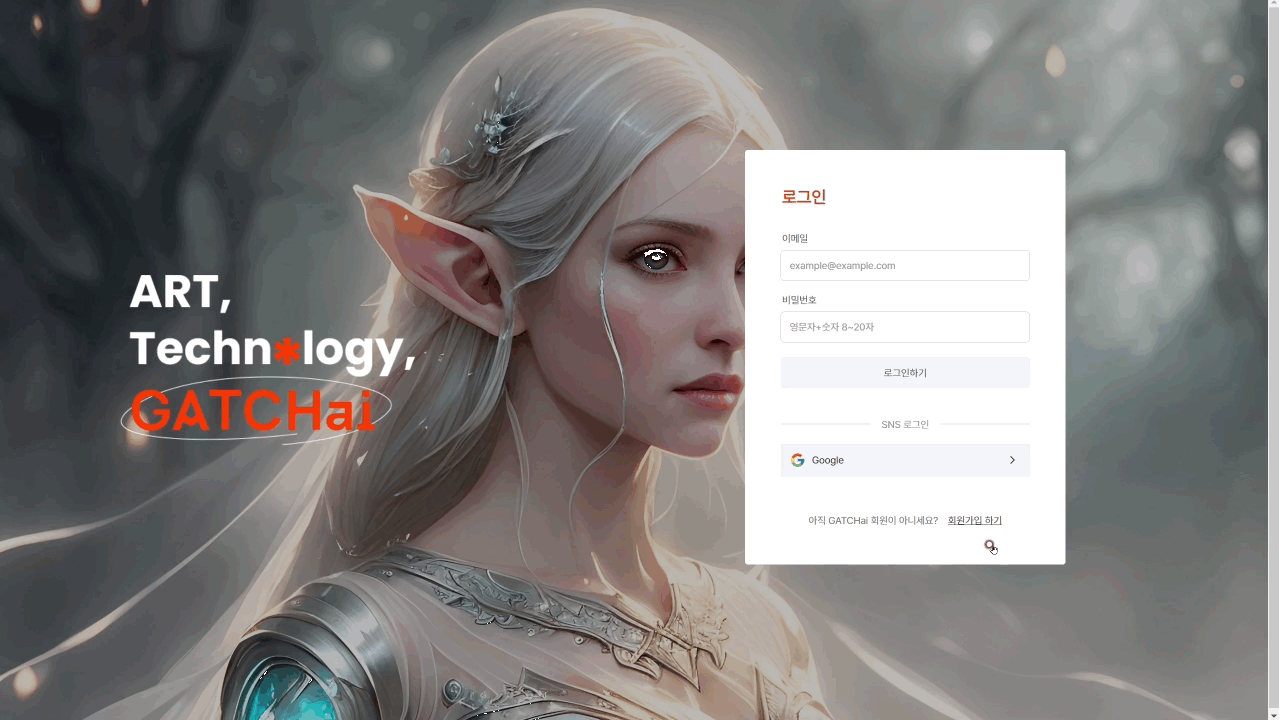 ART,
Techn*logy,
GATCHai
로그인
이메일
example@example.com
비밀번호
영문자+숫자 8~20자
로그인하기
SNS 로그인
Google
아직 GATCHai 회원이 아니세요? 회원가입 하기